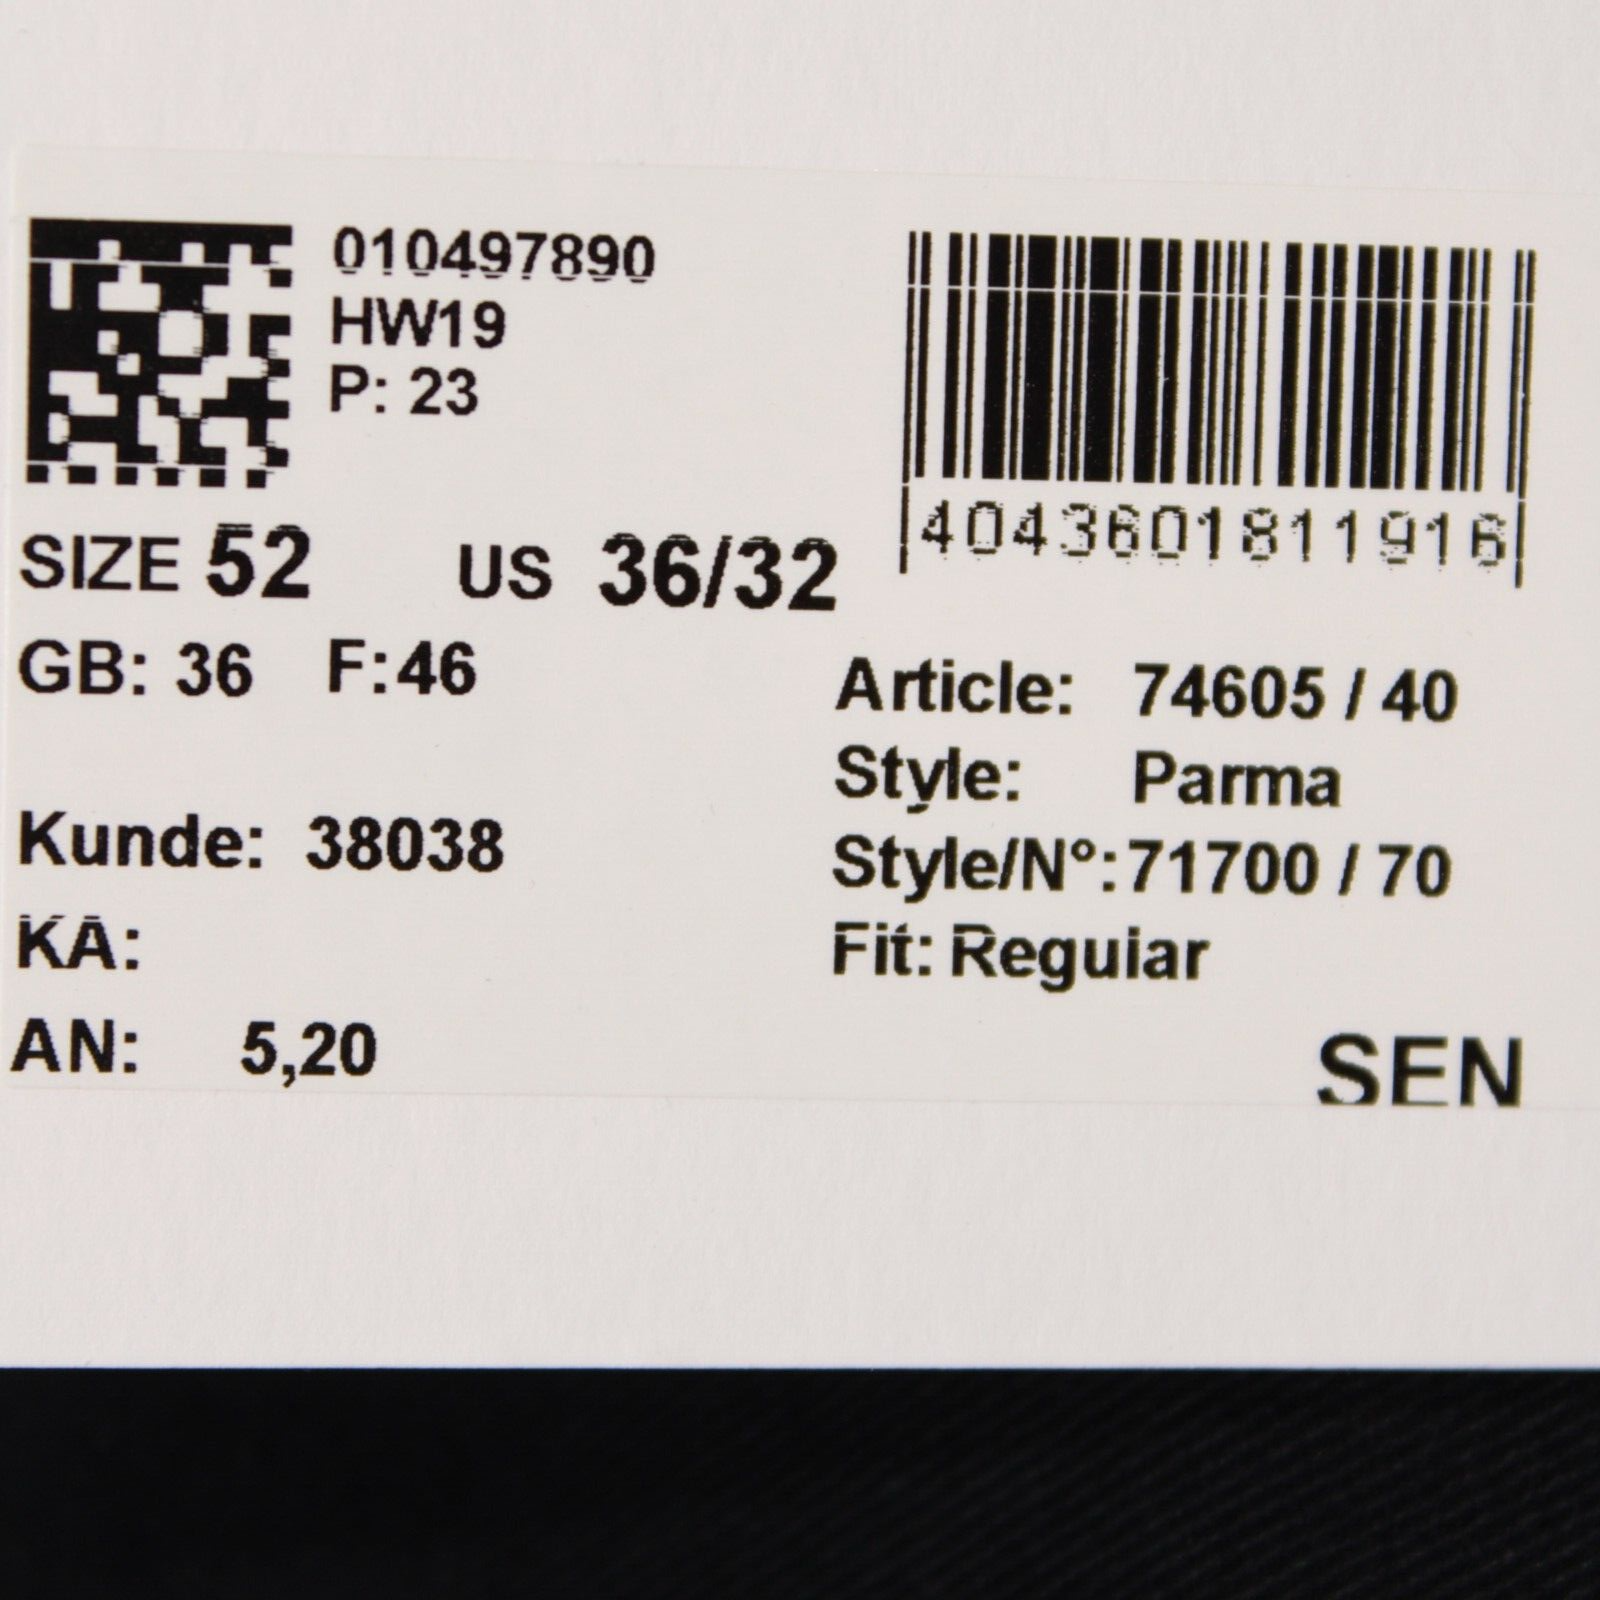 010497890
HW19
P: 23
4043601811916
SIZE 52 US 36/32
GB: 36 F:46
Article: 74605 / 40
Style: Parma
Kunde: 38038
Style/N°:71700 / 70
KA:
Fit: Regular
AN: 5,20
SEN